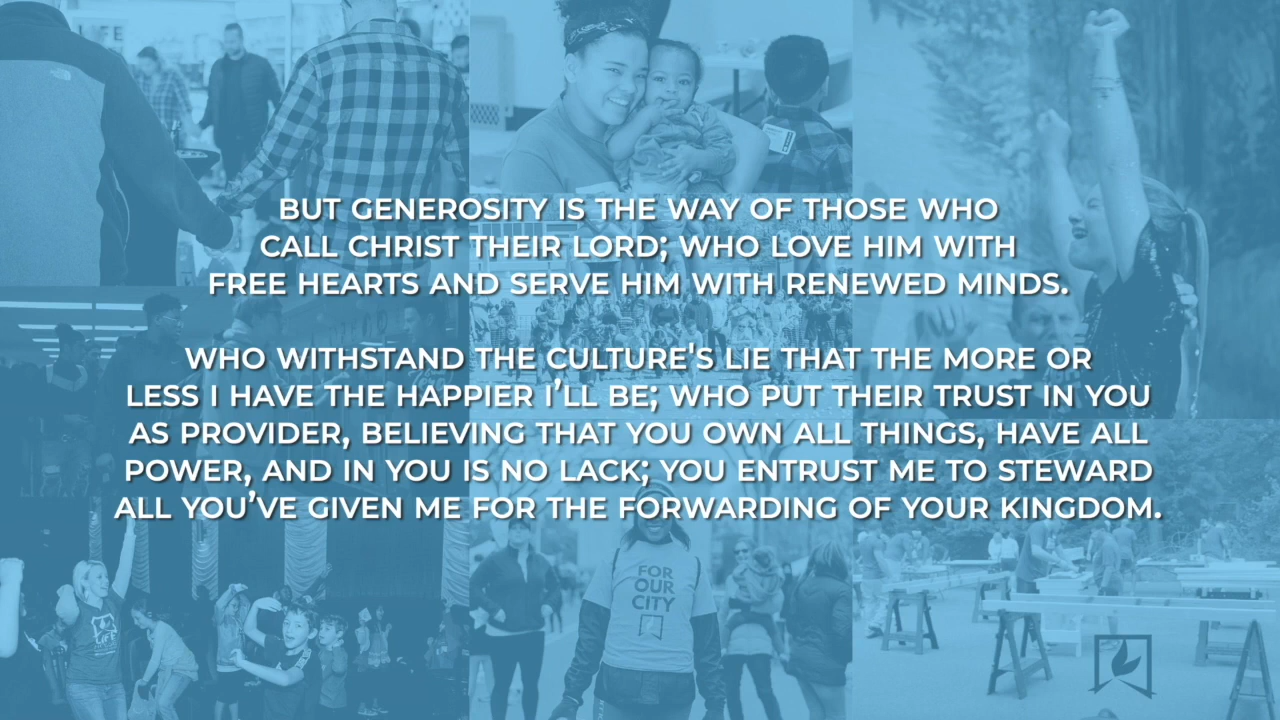 LIFE
BUT GENEROSITY IS THE WAY OF THOSE WHO
CALL CHRIST THEIR LORD; WHO LOVE HIM WITH
FREE HEARTS AND SERVE HIM WITH RENEWED MINDS.
WHO WITHSTAND THE CULTURE'S LIE THAT THE MORE OR
LESS I HAVE THE HAPPIER I’LL BE; WHO PUT THEIR TRUST IN YOU
AS PROVIDER, BELIEVING THAT YOU OWN ALL THINGS, HAVE ALL
POWER, AND IN YOU IS NO LACK; YOU ENTRUST ME TO STEWARD
ALL YOU’VE GIVEN ME FOR THE FORWARDING OF YOUR KINGDOM.
FOR
OUR
CITY
LIFE